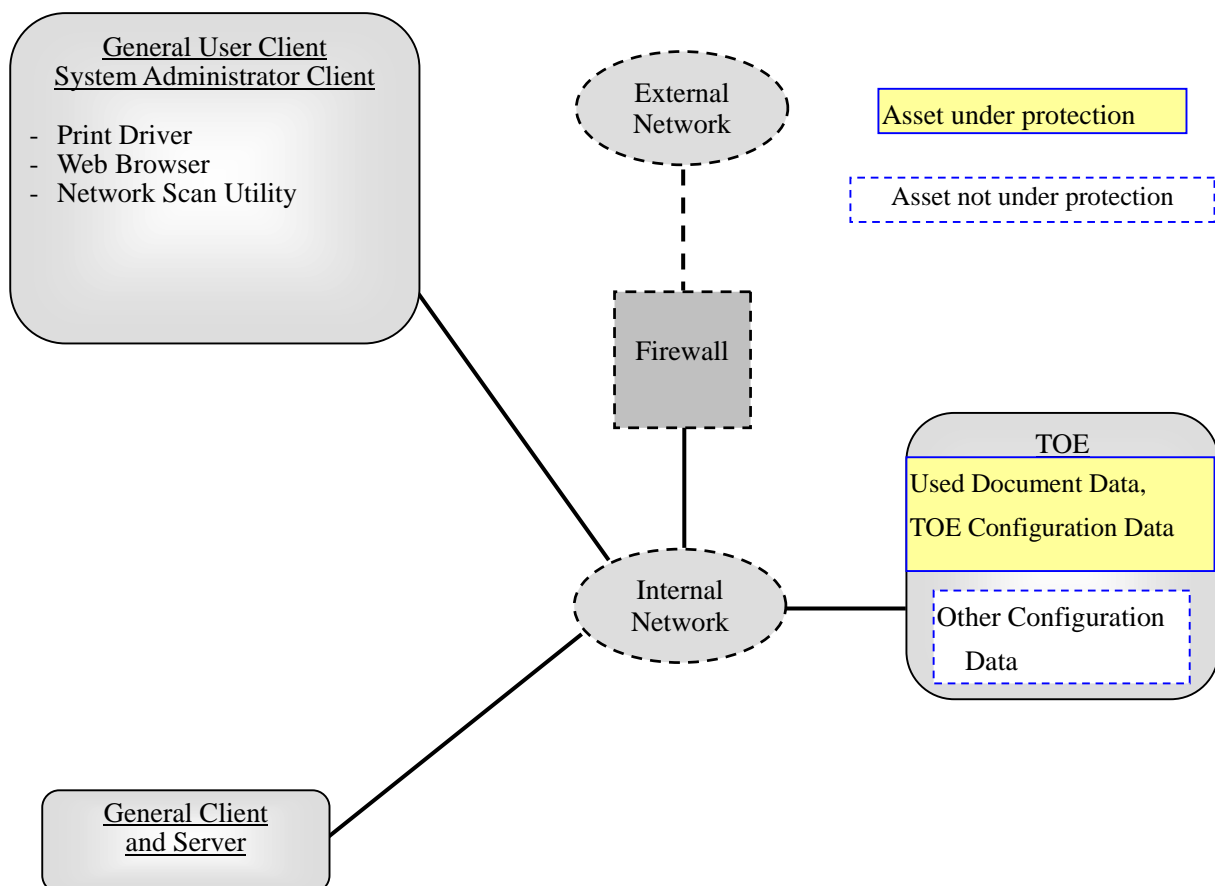 General User Client
System Administrator Client
- Print Driver
- Web Browser
- Network Scan Utility
External
Network
Asset under protection
Asset not under protection
Firewall
TOE
Used Document Data,
TOE Configuration Data
Other Configuration
Data
Internal
Network
General Client
and Server